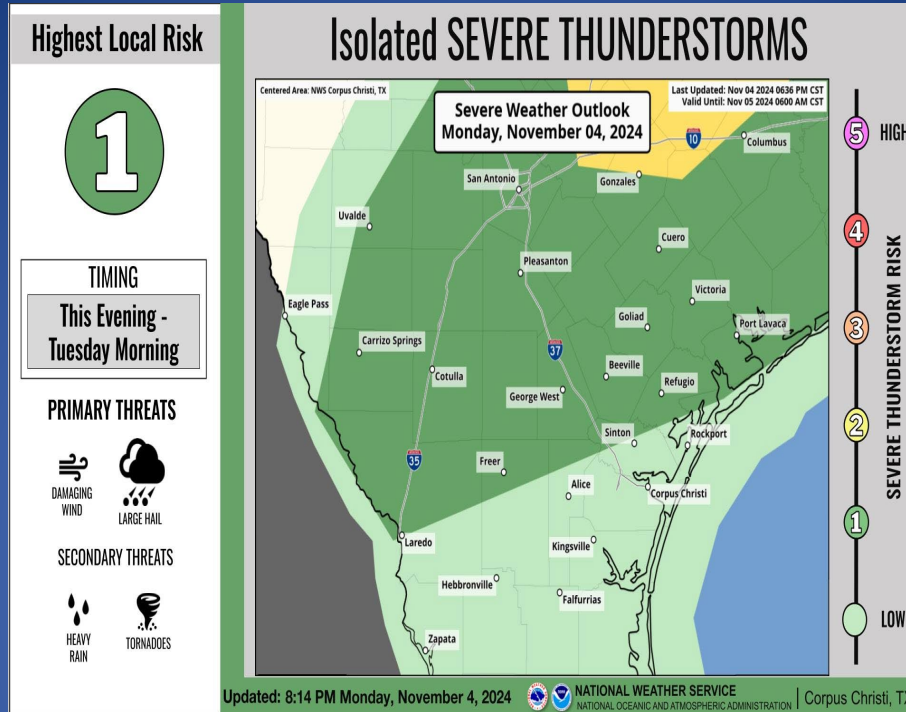 Highest Local Risk
1
TIMING
This Evening -
Tuesday Morning
PRIMARY THREATS
DAMAGING
WIND
LARGE HAIL
SECONDARY THREATS
HEAVY
RAIN
TORNADOES
Isolated SEVERE THUNDERSTORMS
Centered Area: NWS Corpus Christi, TX
Severe Weather Outlook
Monday, November 04, 2024
Last Updated: Nov 04 2024 0636 PM CST
Valid Until: Nov 05 2024 0600 AM CST
10
Columbus
San Antonio
Gonzales
Uvalde
Cuero
Pleasanton
Victoria
Eagle Pass
Goliad
Port Lavaca
Carrizo Springs
37
Cotulla
Beeville
Refugio
George West
Sinton
Rockport
35
Freer
Alice
Corpus Christi
Laredo
Kingsville
Hebbronville
Falfurrias
Zapata
5
HIGH
4
3
2
1
LOW
SEVERE THUNDERSTORM RISK
Updated: 8:14 PM Monday, November 4, 2024
NATIONAL WEATHER SERVICE
NATIONAL OCEANIC AND ATMOSPHERIC ADMINISTRATION
Corpus Christi, TX